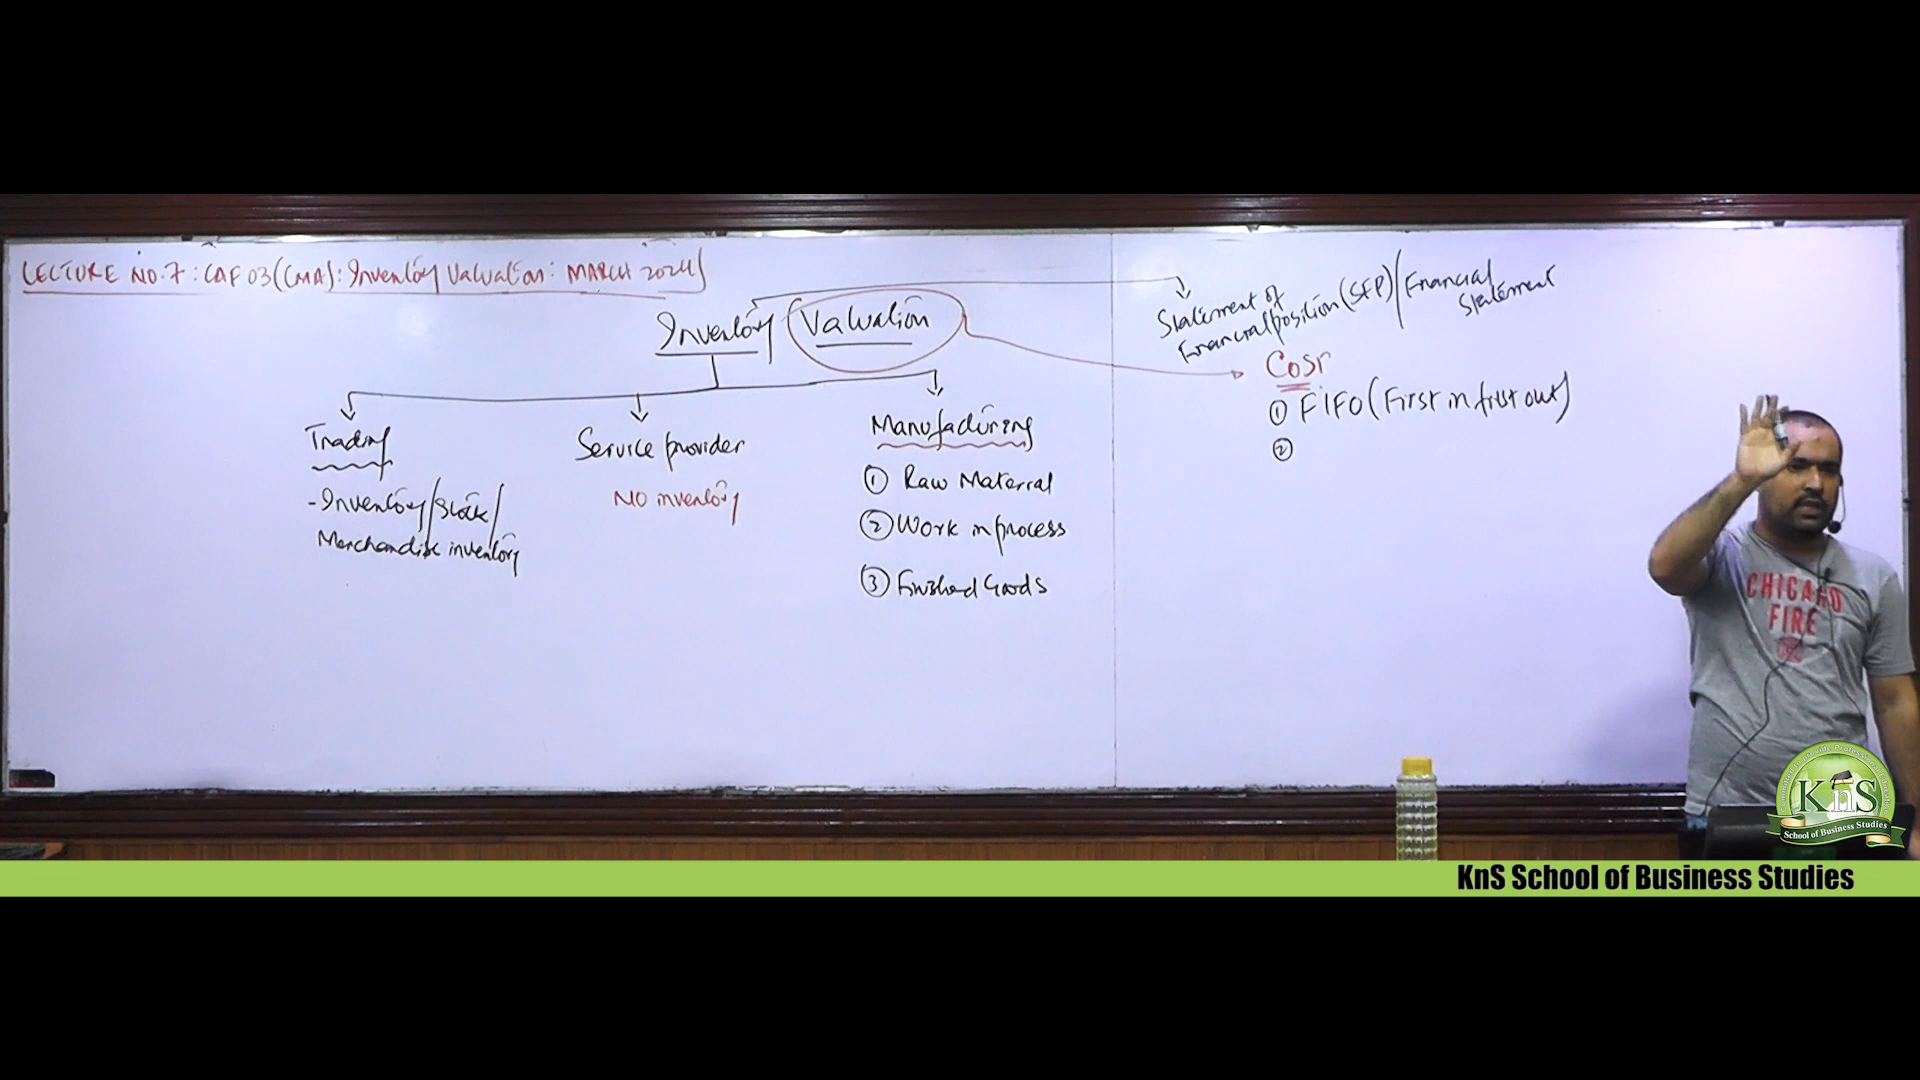 LECTURE NO.7: CAF 03 (CMA): Inventory Valuation: MARCH 2024)
Inventory Valuation
Statement of
Financial position (SFP) / Financial
Statement
Trading
- Inventory / Stock /
Merchandise inventory
Service provider
NO inventory
Manufacturing
① Raw Material
② Work in process
③ Finished Goods
Cost
① FIFO (First in first out)
②
CHICAGO
FIRE
KnS
School of Business Studies
KnS School of Business Studies